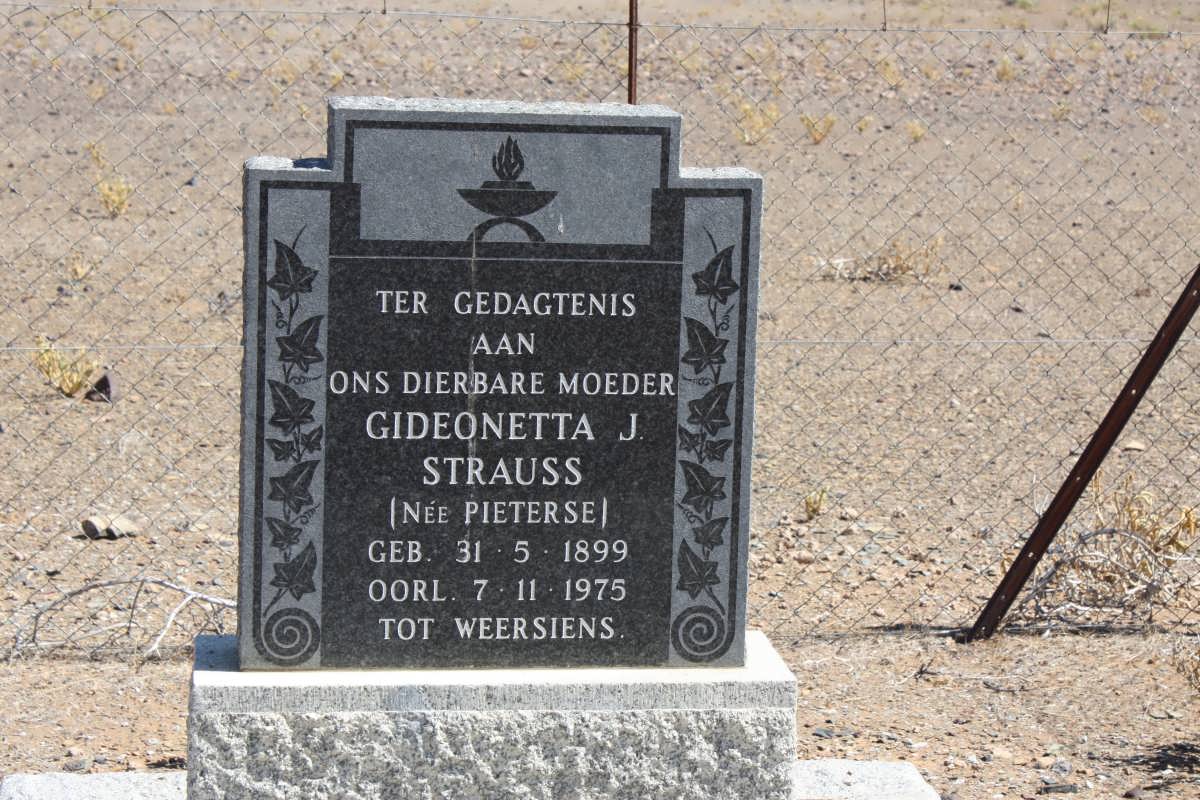 TER GEDAGTENIS
AAN
ONS DIERBARE MOEDER
GIDEONETTA J.
STRAUSS
(NÉE PIETERSE)
GEB. 31 · 5 · 1899
OORL. 7 · 11 · 1975
TOT WEERSIENS.